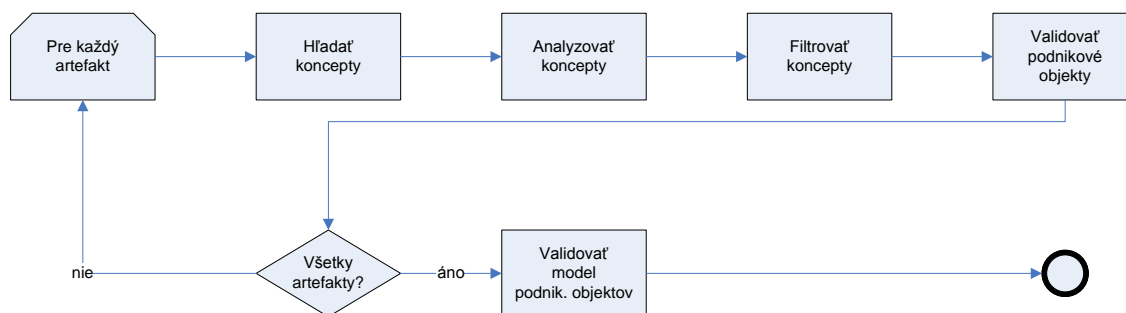 Pre každý
artefakt
Hľadať
koncepty
Analyzovať
koncepty
Filtrovať
koncepty
Validovať
podnikové
objekty
nie
Všetky
artefakty?
áno
Validovať
model
podnik. objektov